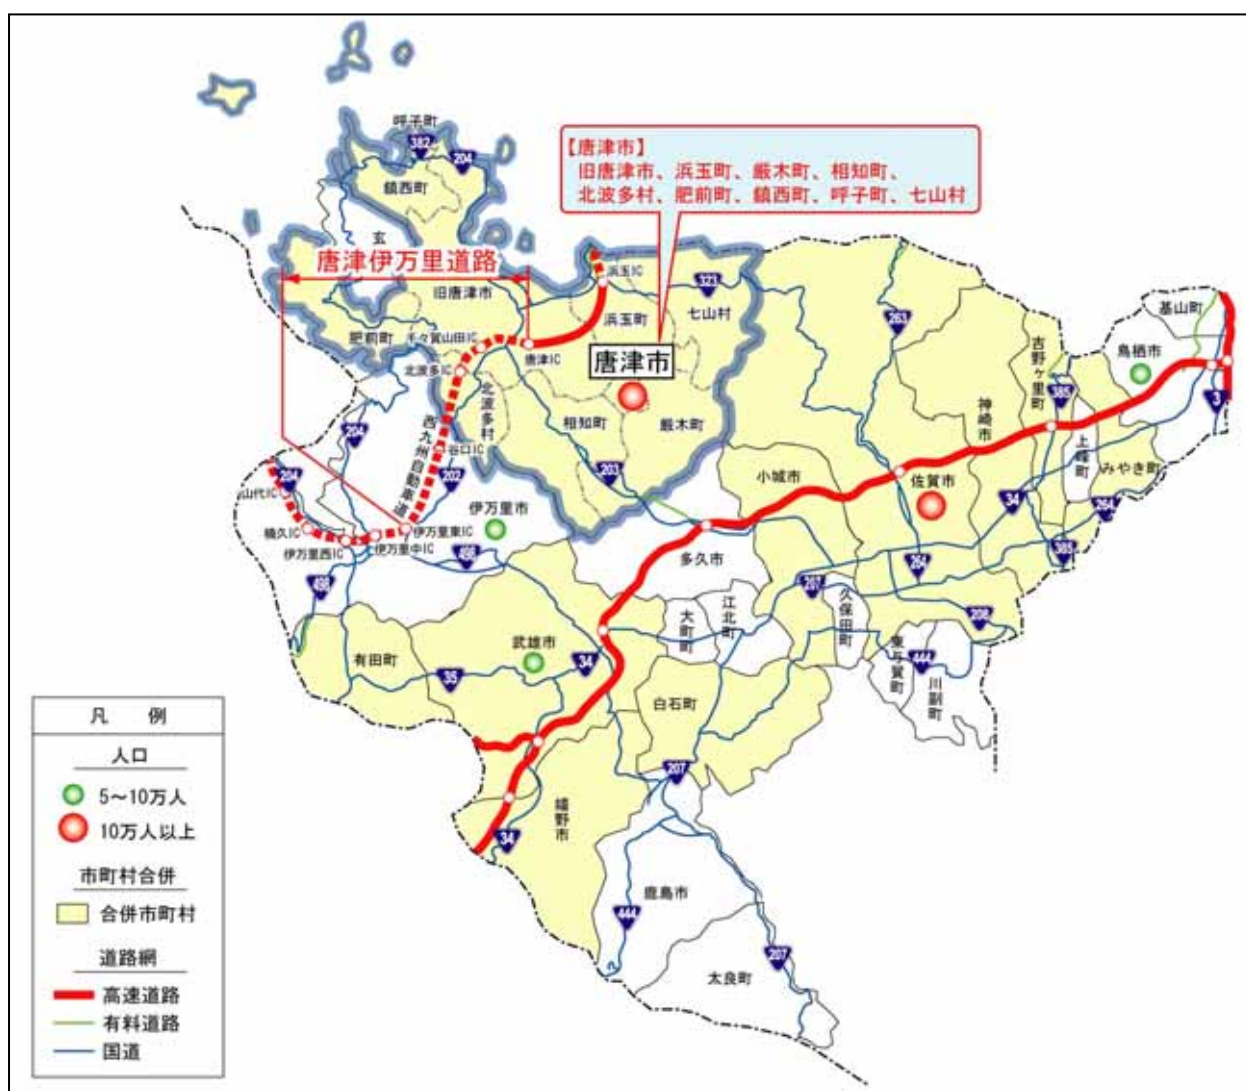 呼子町
382
204
鎮西町
【唐津市】
旧唐津市、浜玉町、厳木町、相知町、
北波多村、肥前町、鎮西町、呼子町、七山村
玄
唐津伊万里道路
浜玉IC
323
旧唐津市
浜玉町
七山村
263
基山町
鳥栖市
肥前町
千々賀山田IC
唐津IC
唐津市
北波多IC
吉野ヶ里町
385
3
北波多村
相知町
厳木町
神埼市
上峰町
みやき町
204
西九州自動車道
谷口IC
202
203
小城市
佐賀市
204
山代IC
34
264
楠久IC
伊万里東IC
伊万里市
伊万里西IC
伊万里中IC
498
多久市
264
385
498
大町町
江北町
207
久保田町
208
武雄市
有田町
34
35
東与賀町
444
川副町
白石町
207
嬉野市
34
鹿島市
444
207
太良町
凡 例
人口
5~10万人
10万人以上
市町村合併
合併市町村
道路網
高速道路
有料道路
国道